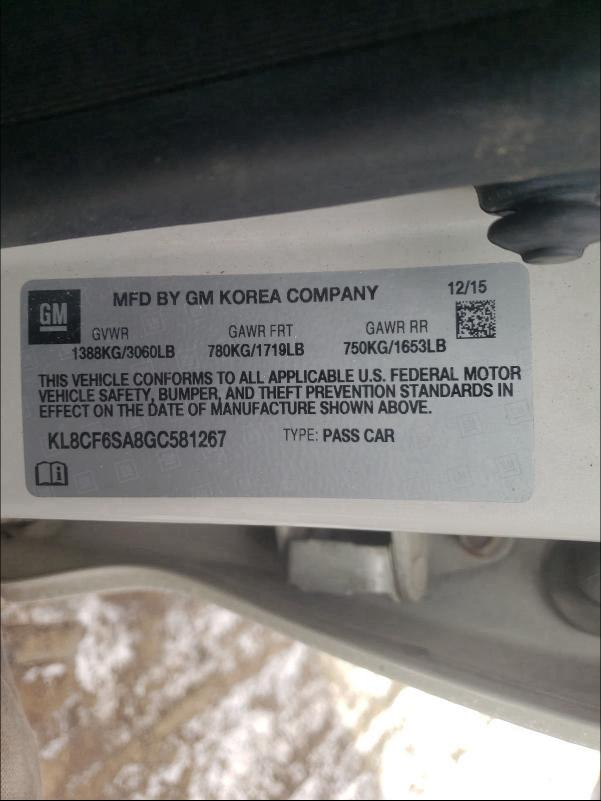 GM
MFD BY GM KOREA COMPANY
12/15
GVWR GAWR FRT GAWR RR
1388KG/3060LB 780KG/1719LB 750KG/1653LB
THIS VEHICLE CONFORMS TO ALL APPLICABLE U.S. FEDERAL MOTOR
VEHICLE SAFETY, BUMPER, AND THEFT PREVENTION STANDARDS IN
EFFECT ON THE DATE OF MANUFACTURE SHOWN ABOVE.
KL8CF6SA8GC581267 TYPE: PASS CAR
i